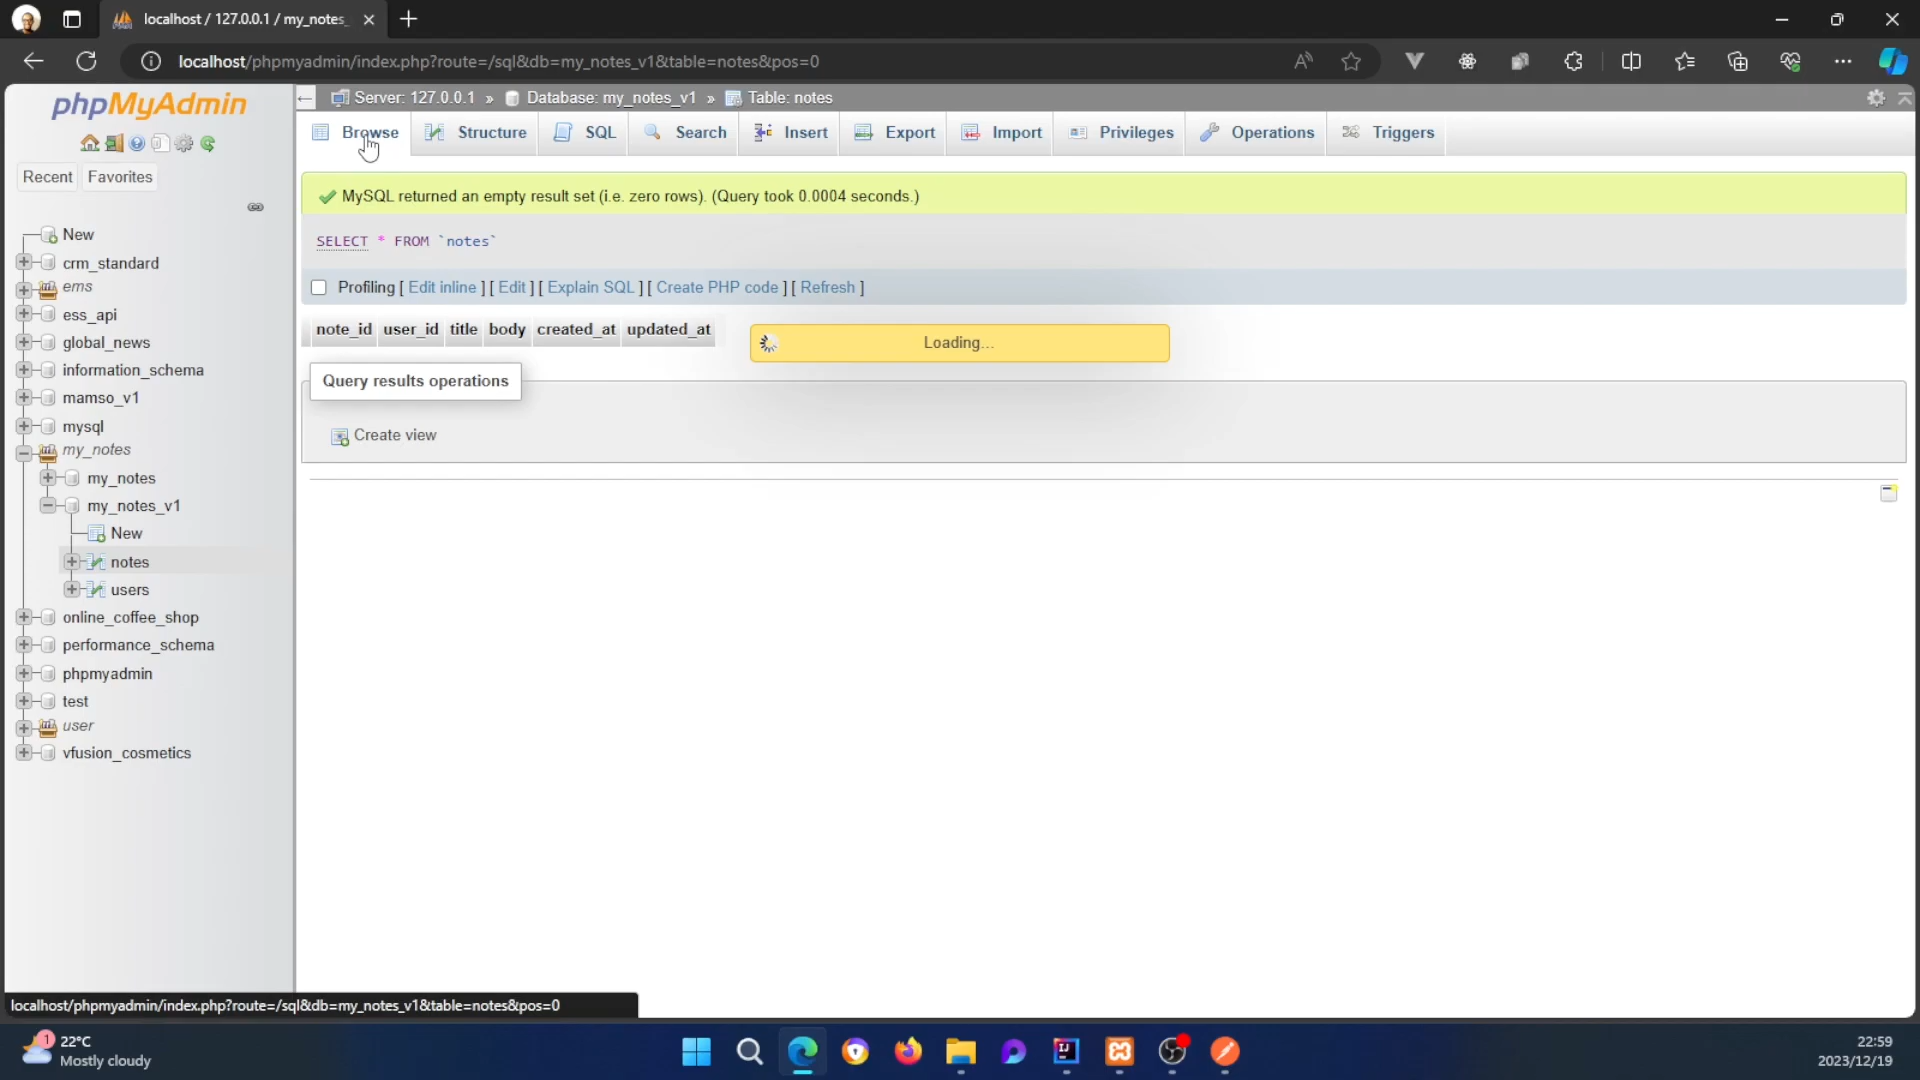 localhost / 127.0.0.1 / my_notes_
localhost/phpmyadmin/index.php?route=/sql&db=my_notes_v1&table=notes&pos=0
phpMyAdmin
Recent
Favorites
New
crm_standard
ems
ess_api
global_news
information_schema
mamso_v1
mysql
my_notes
my_notes
my_notes_v1
New
notes
users
online_coffee_shop
performance_schema
phpmyadmin
test
user
vfusion_cosmetics
Server: 127.0.0.1 » Database: my_notes_v1 » Table: notes
Browse Structure SQL Search Insert Export Import Privileges Operations Triggers
MySQL returned an empty result set (i.e. zero rows). (Query took 0.0004 seconds.)
SELECT * FROM `notes`
Profiling [ Edit inline ] [ Edit ] [ Explain SQL ] [ Create PHP code ] [ Refresh ]
note_id user_id title body created_at updated_at
Loading...
Query results operations
Create view
localhost/phpmyadmin/index.php?route=/sql&db=my_notes_v1&table=notes&pos=0
1
22°C
Mostly cloudy
22:59
2023/12/19